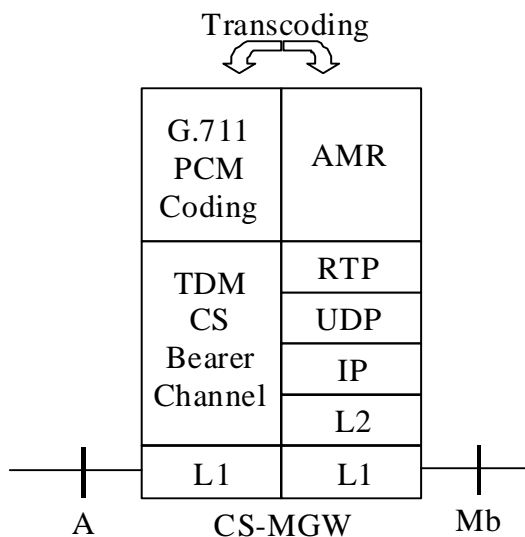 Transcoding
G.711
PCM
Coding
AMR
TDM
CS
Bearer
Channel
RTP
UDP
IP
L2
L1
L1
A
CS-MGW
Mb